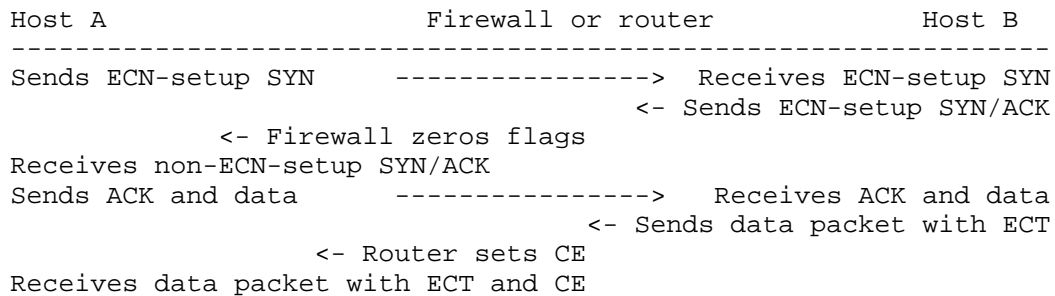 Host A                    Firewall or router             Host B
-----------------------------------------------------------------
Sends ECN-setup SYN     ---------------->  Receives ECN-setup SYN
                                       <- Sends ECN-setup SYN/ACK
             <- Firewall zeros flags
Receives non-ECN-setup SYN/ACK
Sends ACK and data      ---------------->   Receives ACK and data
                                    <- Sends data packet with ECT
                   <- Router sets CE
Receives data packet with ECT and CE